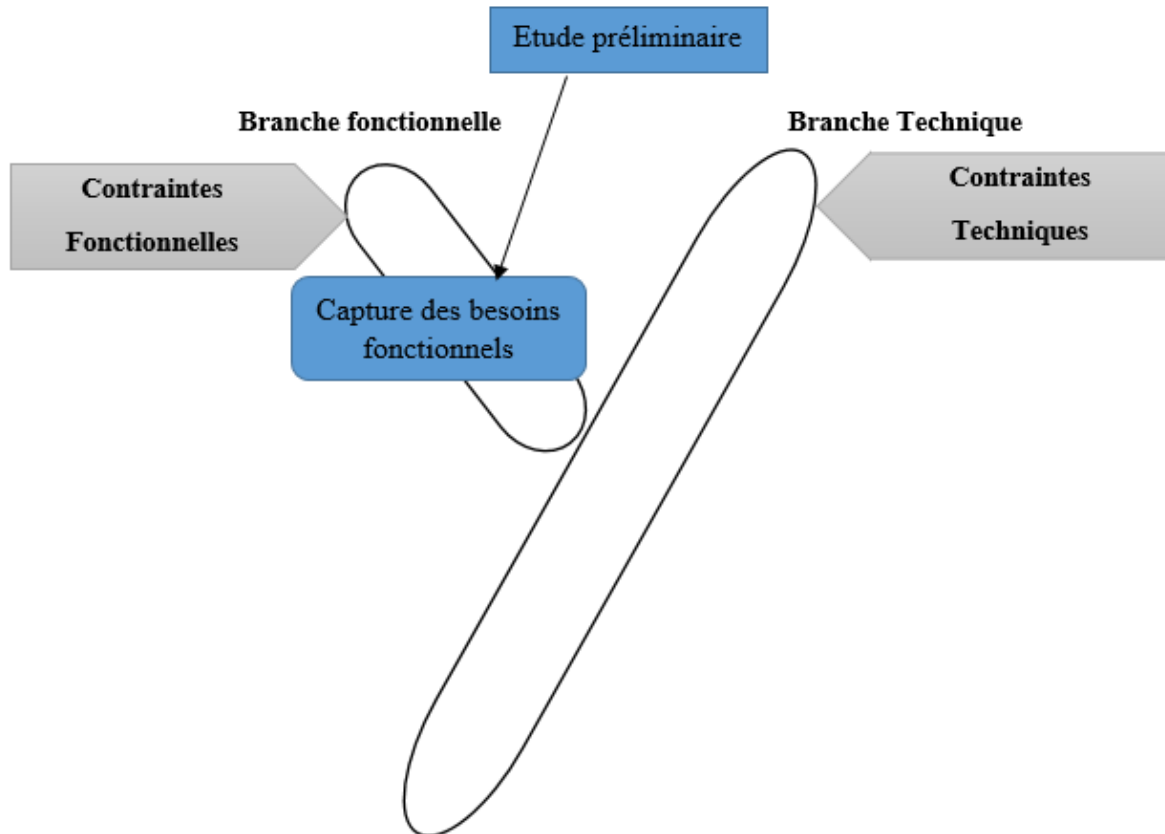 Etude préliminaire
Branche fonctionnelle
Branche Technique
Contraintes
Fonctionnelles
Contraintes
Techniques
Capture des besoins
fonctionnels